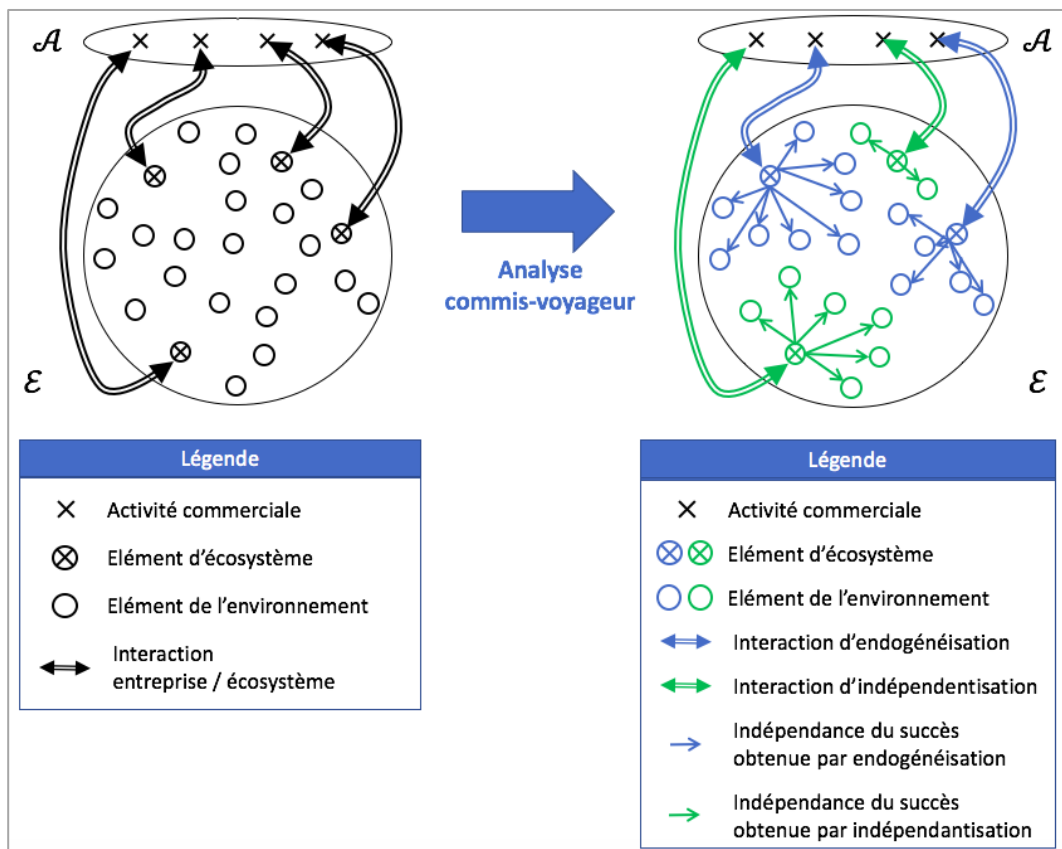 𝒜
𝒜
Analyse
commis-voyageur
ℰ
ℰ
Légende
Activité commerciale
Elément d'écosystème
Elément de l'environnement
Interaction
entreprise / écosystème
Légende
Activité commerciale
Elément d'écosystème
Elément de l'environnement
Interaction d'endogénéisation
Interaction d'indépendentisation
Indépendance du succès
obtenue par endogénéisation
Indépendance du succès
obtenue par indépendantisation